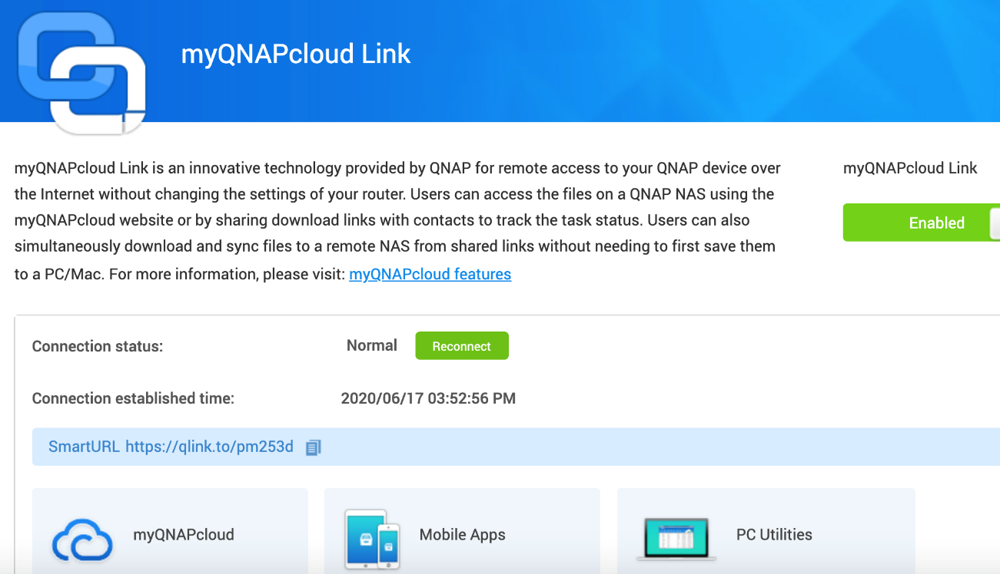 myQNAPcloud Link
myQNAPcloud Link is an innovative technology provided by QNAP for remote access to your QNAP device over
the Internet without changing the settings of your router. Users can access the files on a QNAP NAS using the
myQNAPcloud website or by sharing download links with contacts to track the task status. Users can also
simultaneously download and sync files to a remote NAS from shared links without needing to first save them
to a PC/Mac. For more information, please visit: myQNAPcloud features
myQNAPcloud Link
Enabled
Connection status: Normal Reconnect
Connection established time: 2020/06/17 03:52:56 PM
SmartURL https://qlink.to/pm253d
myQNAPcloud
Mobile Apps
PC Utilities